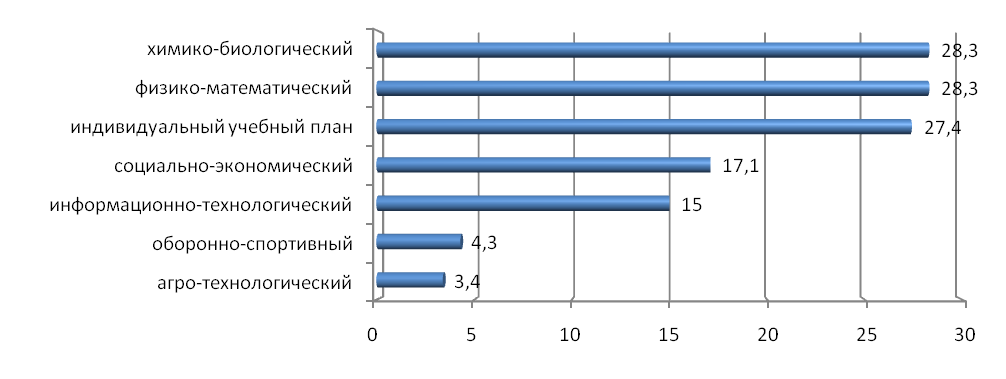 химико-биологический 28,3
физико-математический 28,3
индивидуальный учебный план 27,4
социально-экономический 17,1
информационно-технологический 15
оборонно-спортивный 4,3
агро-технологический 3,4
0 5 10 15 20 25 30